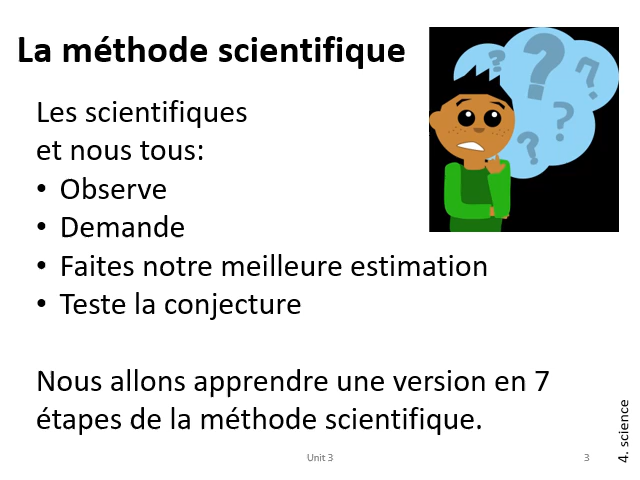 La méthode scientifique
Les scientifiques
et nous tous:
• Observe
• Demande
• Faites notre meilleure estimation
• Teste la conjecture
Nous allons apprendre une version en 7
étapes de la méthode scientifique.
Unit 3
3
4. science
? ? ? ? ?